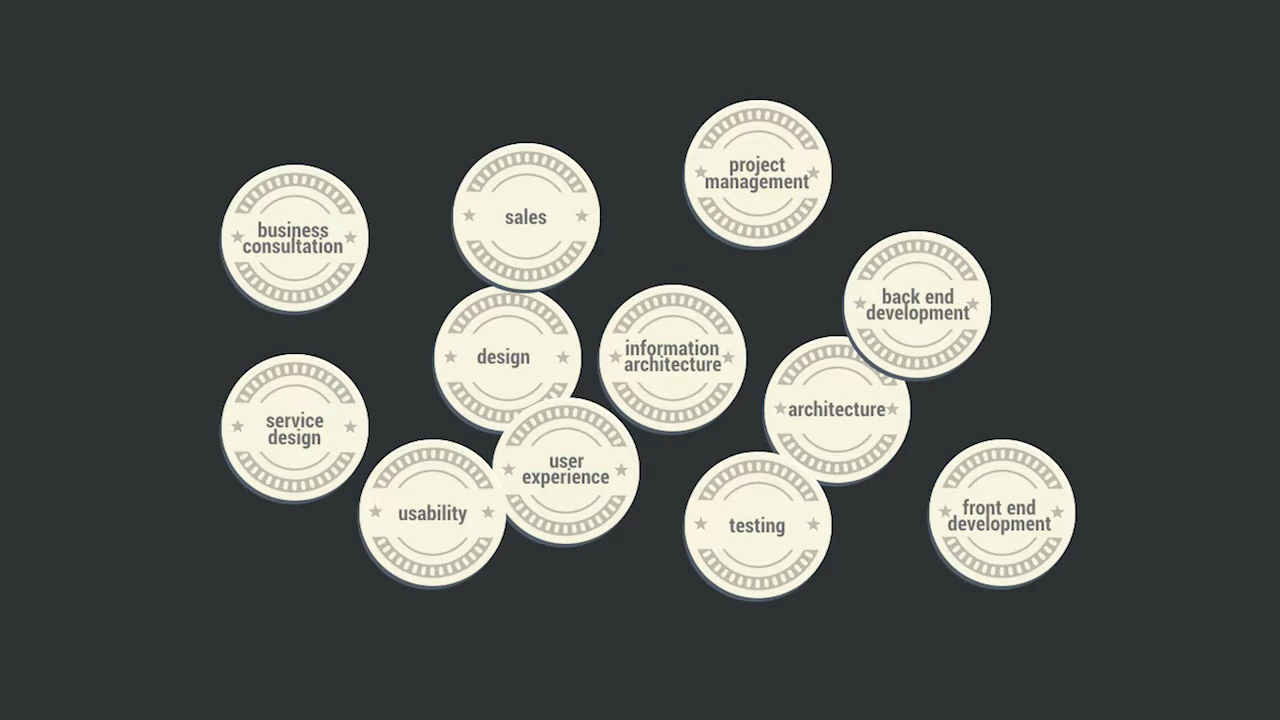 project
management
sales
business
consultation
back end
development
design
information
architecture
architecture
service
design
user
experience
usability
testing
front end
development